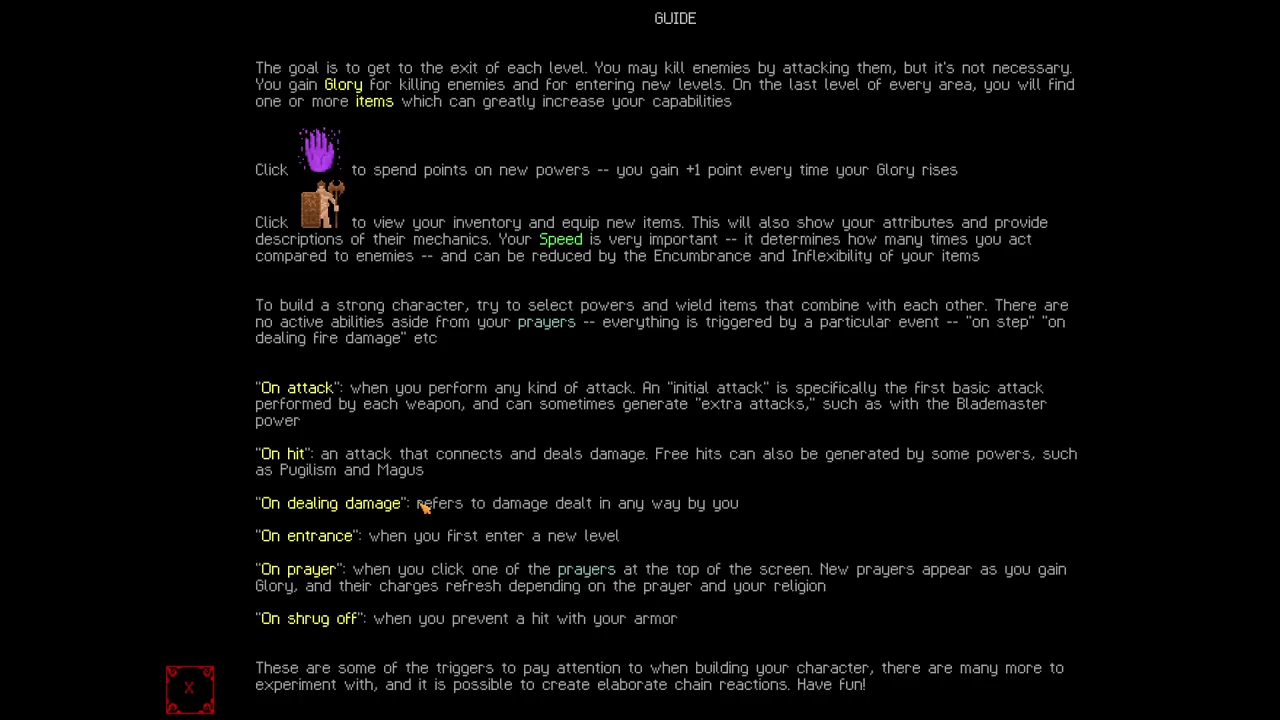 GUIDE
The goal is to get to the exit of each level. You may kill enemies by attacking them, but it's not necessary.
You gain Glory for killing enemies and for entering new levels. On the last level of every area, you will find
one or more items which can greatly increase your capabilities
Click to spend points on new powers -- you gain +1 point every time your Glory rises
Click to view your inventory and equip new items. This will also show your attributes and provide
descriptions of their mechanics. Your Speed is very important -- it determines how many times you act
compared to enemies -- and can be reduced by the Encumbrance and Inflexibility of your items
To build a strong character, try to select powers and wield items that combine with each other. There are
no active abilities aside from your prayers -- everything is triggered by a particular event -- "on step" "on
dealing fire damage" etc
"On attack": when you perform any kind of attack. An "initial attack" is specifically the first basic attack
performed by each weapon, and can sometimes generate "extra attacks," such as with the Blademaster
power
"On hit": an attack that connects and deals damage. Free hits can also be generated by some powers, such
as Pugilism and Magus
"On dealing damage": refers to damage dealt in any way by you
"On entrance": when you first enter a new level
"On prayer": when you click one of the prayers at the top of the screen. New prayers appear as you gain
Glory, and their charges refresh depending on the prayer and your religion
"On shrug off": when you prevent a hit with your armor
These are some of the triggers to pay attention to when building your character, there are many more to
experiment with, and it is possible to create elaborate chain reactions. Have fun!
X